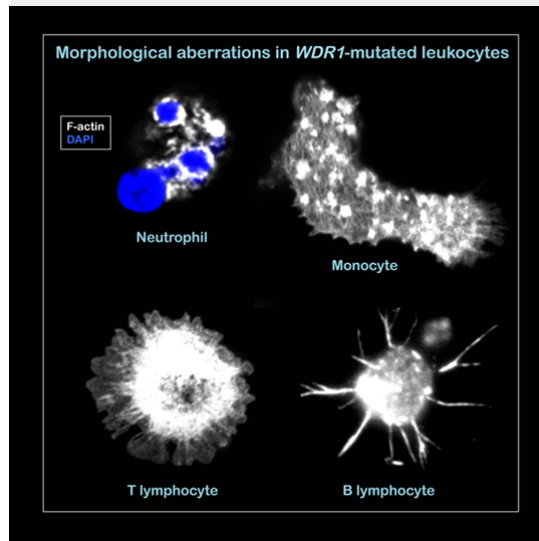 Morphological aberrations in WDR1-mutated leukocytes
F-actin
DAPI
Neutrophil
Monocyte
T lymphocyte
B lymphocyte